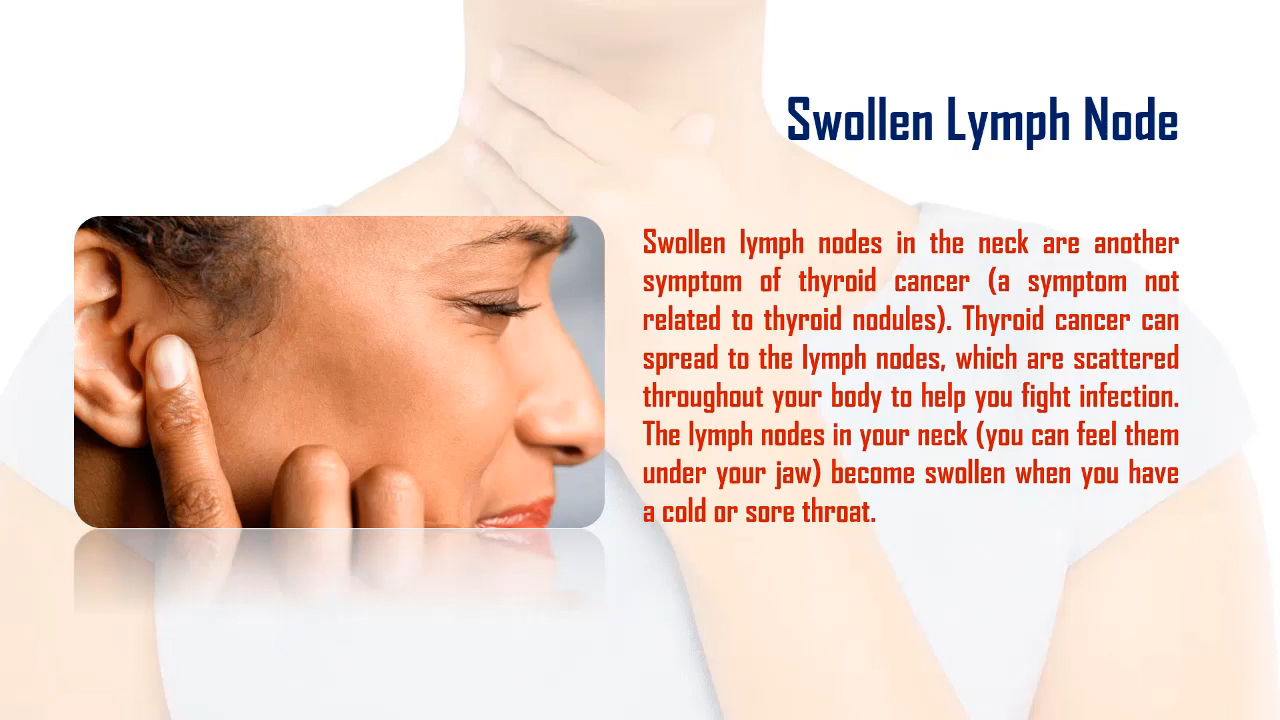 Swollen Lymph Node
Swollen lymph nodes in the neck are another
symptom of thyroid cancer (a symptom not
related to thyroid nodules). Thyroid cancer can
spread to the lymph nodes, which are scattered
throughout your body to help you fight infection.
The lymph nodes in your neck (you can feel them
under your jaw) become swollen when you have
a cold or sore throat.